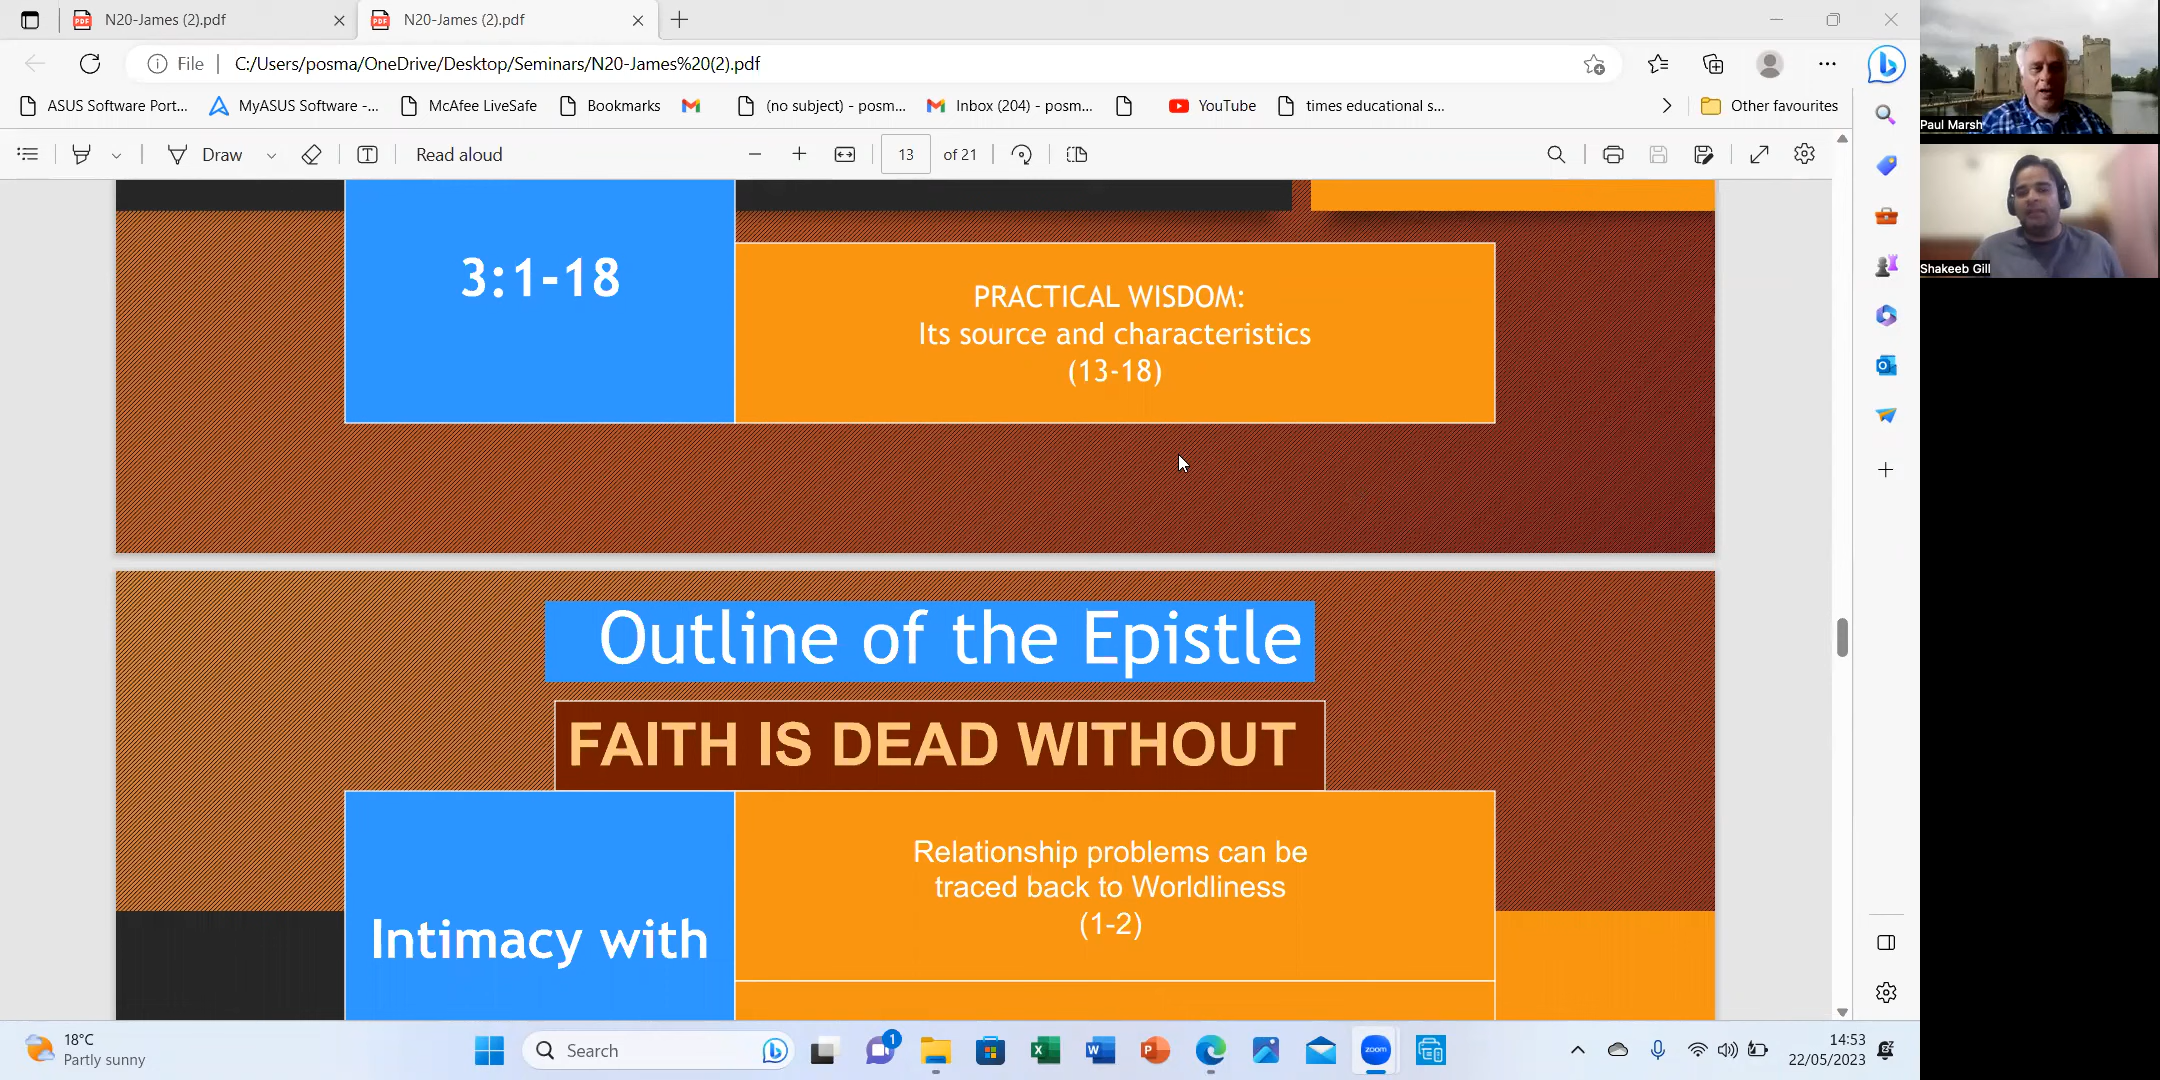 N20-James (2).pdf
N20-James (2).pdf
File
C:/Users/posma/OneDrive/Desktop/Seminars/N20-James%20(2).pdf
ASUS Software Port...
MyASUS Software -...
McAfee LiveSafe
Bookmarks
(no subject) - posm...
Inbox (204) - posm...
YouTube
times educational s...
Other favourites
Draw
Read aloud
13
of 21
Paul Marsh
Shakeeb Gill
3:1-18
PRACTICAL WISDOM:
Its source and characteristics
(13-18)
Outline of the Epistle
FAITH IS DEAD WITHOUT
Intimacy with
Relationship problems can be
traced back to Worldliness
(1-2)
18°C
Partly sunny
Search
1
zoom
14:53
22/05/2023